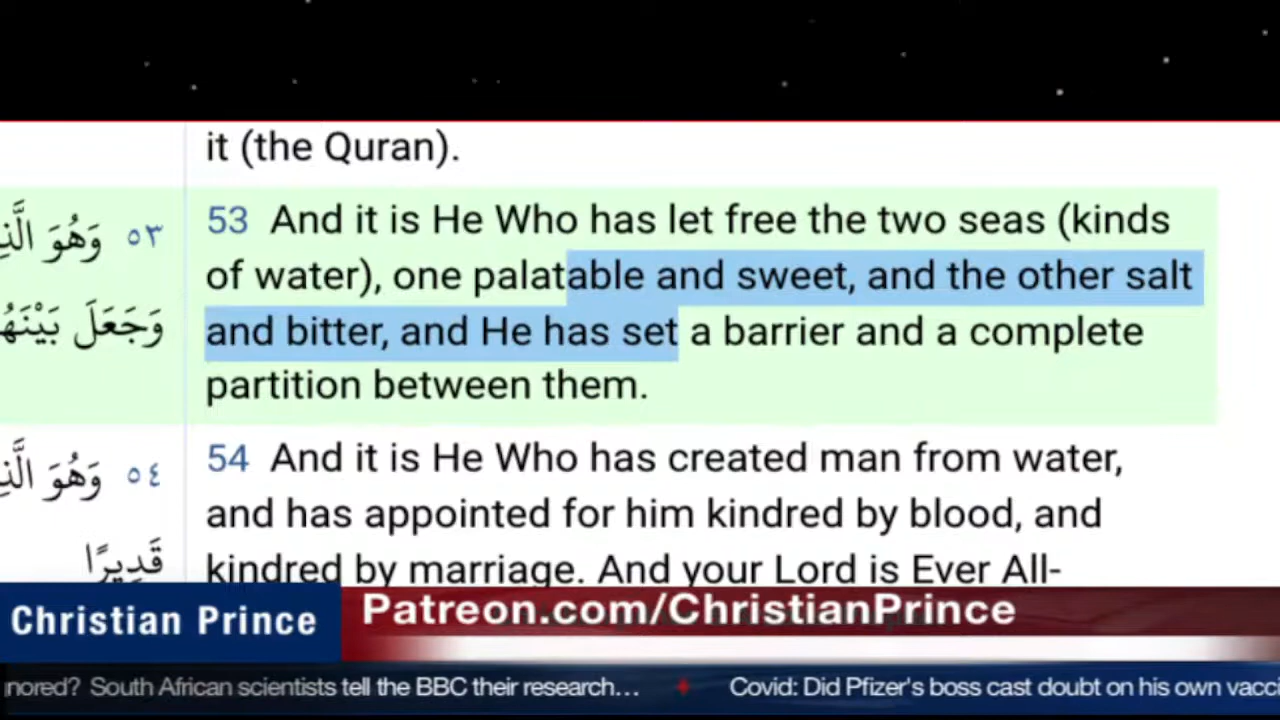 it (the Quran).
وَهُوَ ٥٣
53 And it is He Who has let free the two seas (kinds
of water), one palatable and sweet, and the other salt
وَجَعَلَ
and bitter, and He has set a barrier and a complete
partition between them.
وَهُوَ ٥٤
54 And it is He Who has created man from water,
and has appointed for him kindred by blood, and
قَدِيرًا
kindred by marriage. And your Lord is Ever All-
Christian Prince
Patreon.com/ChristianPrince
nored? South African scientists tell the BBC their research... Covid: Did Pfizer's boss cast doubt on his own vacci